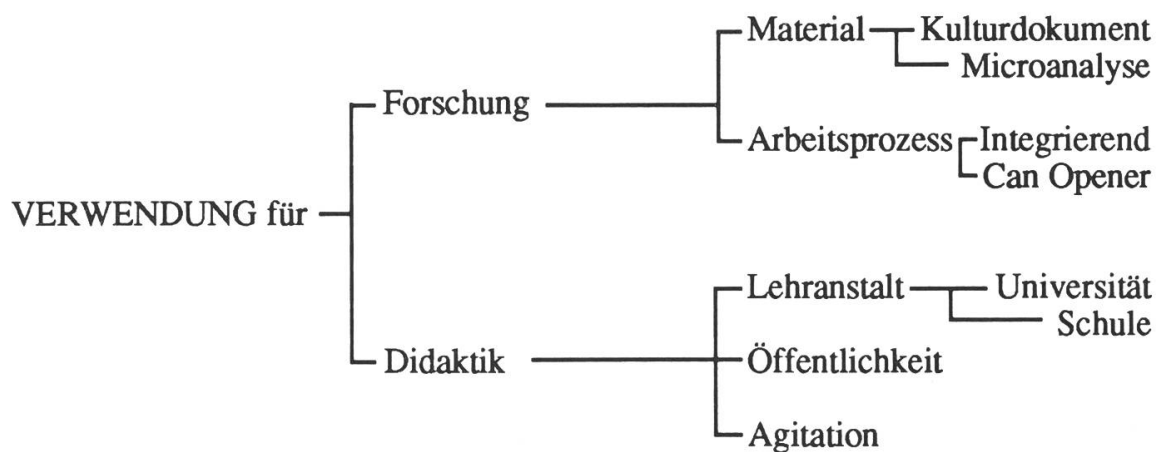 Material
Kulturdokument
Microanalyse
Forschung
Arbeitsprozess
Integrierend
Can Opener
VERWENDUNG für
Lehranstalt
Universität
Schule
Didaktik
Öffentlichkeit
Agitation